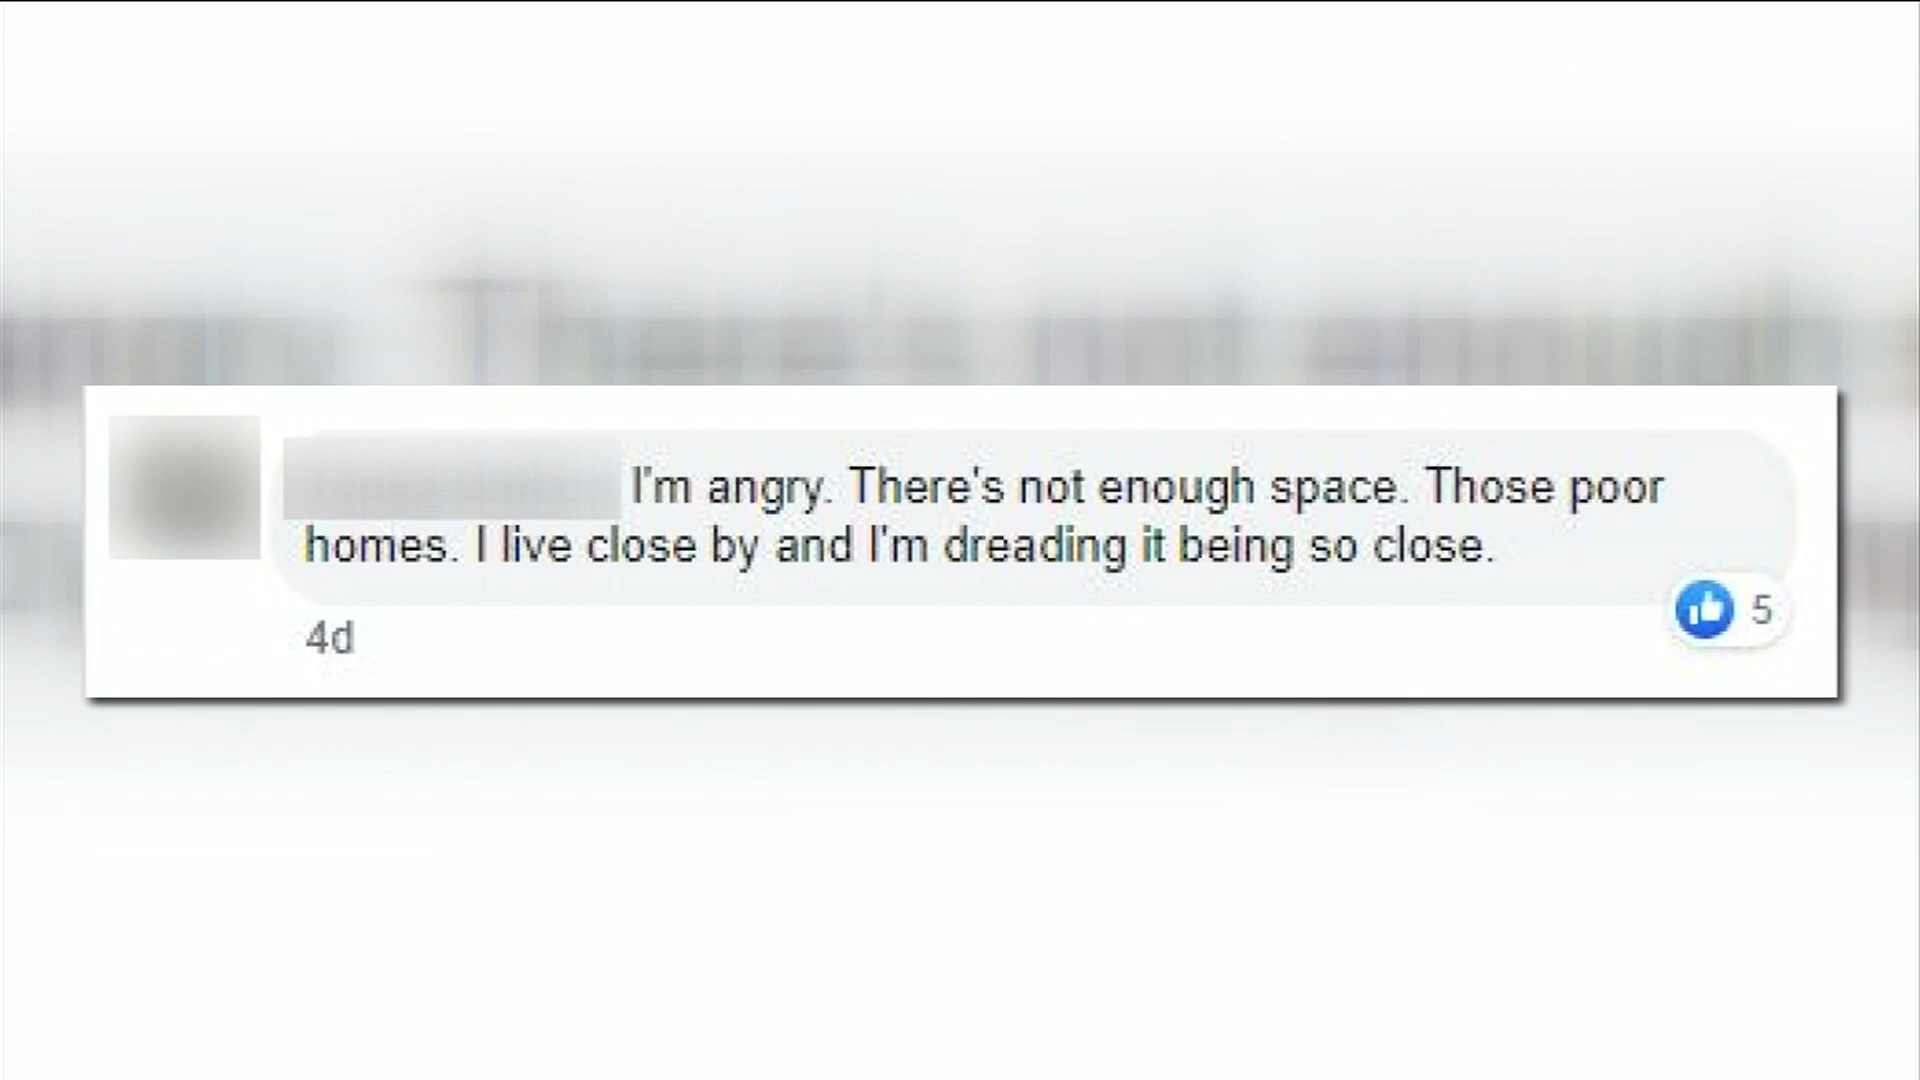 I'm angry. There's not enough space. Those poor
homes. I live close by and I'm dreading it being so close.
5
4d